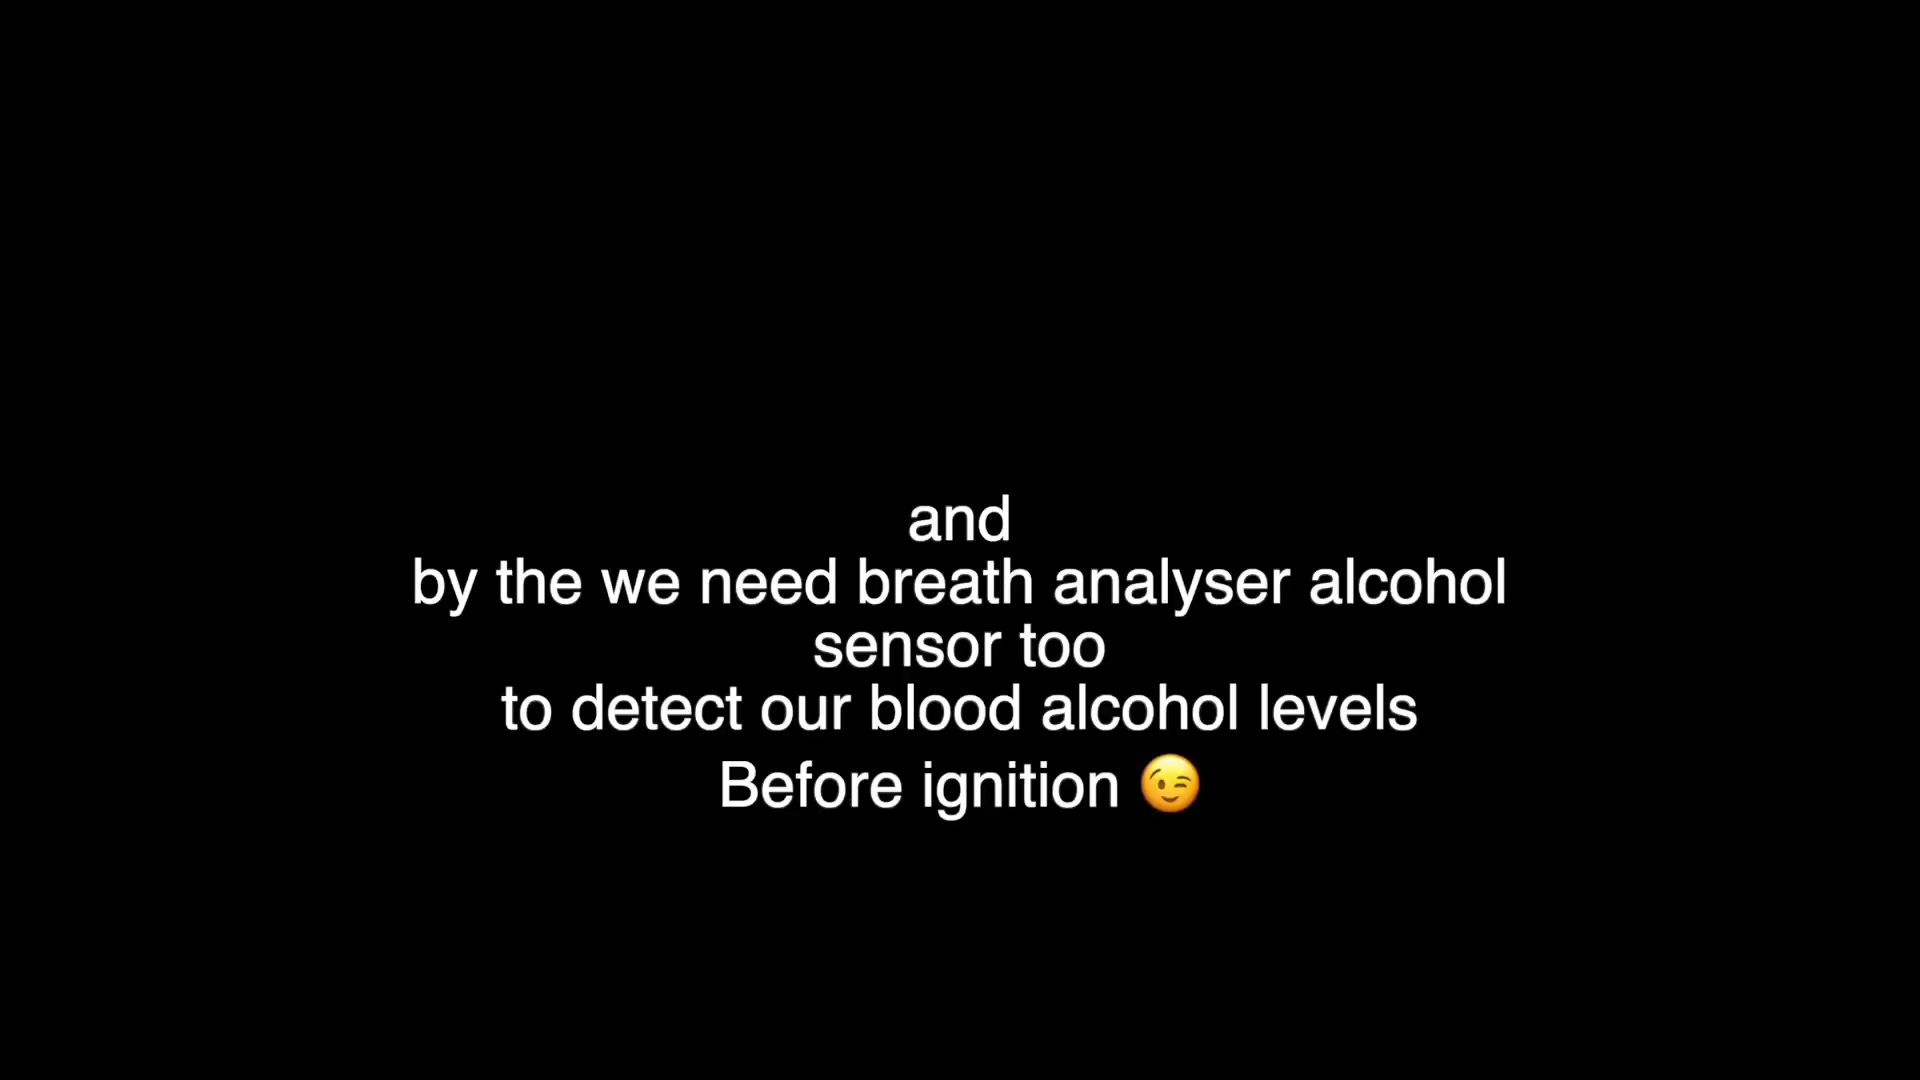 and
by the we need breath analyser alcohol
sensor too
to detect our blood alcohol levels
Before ignition 😉